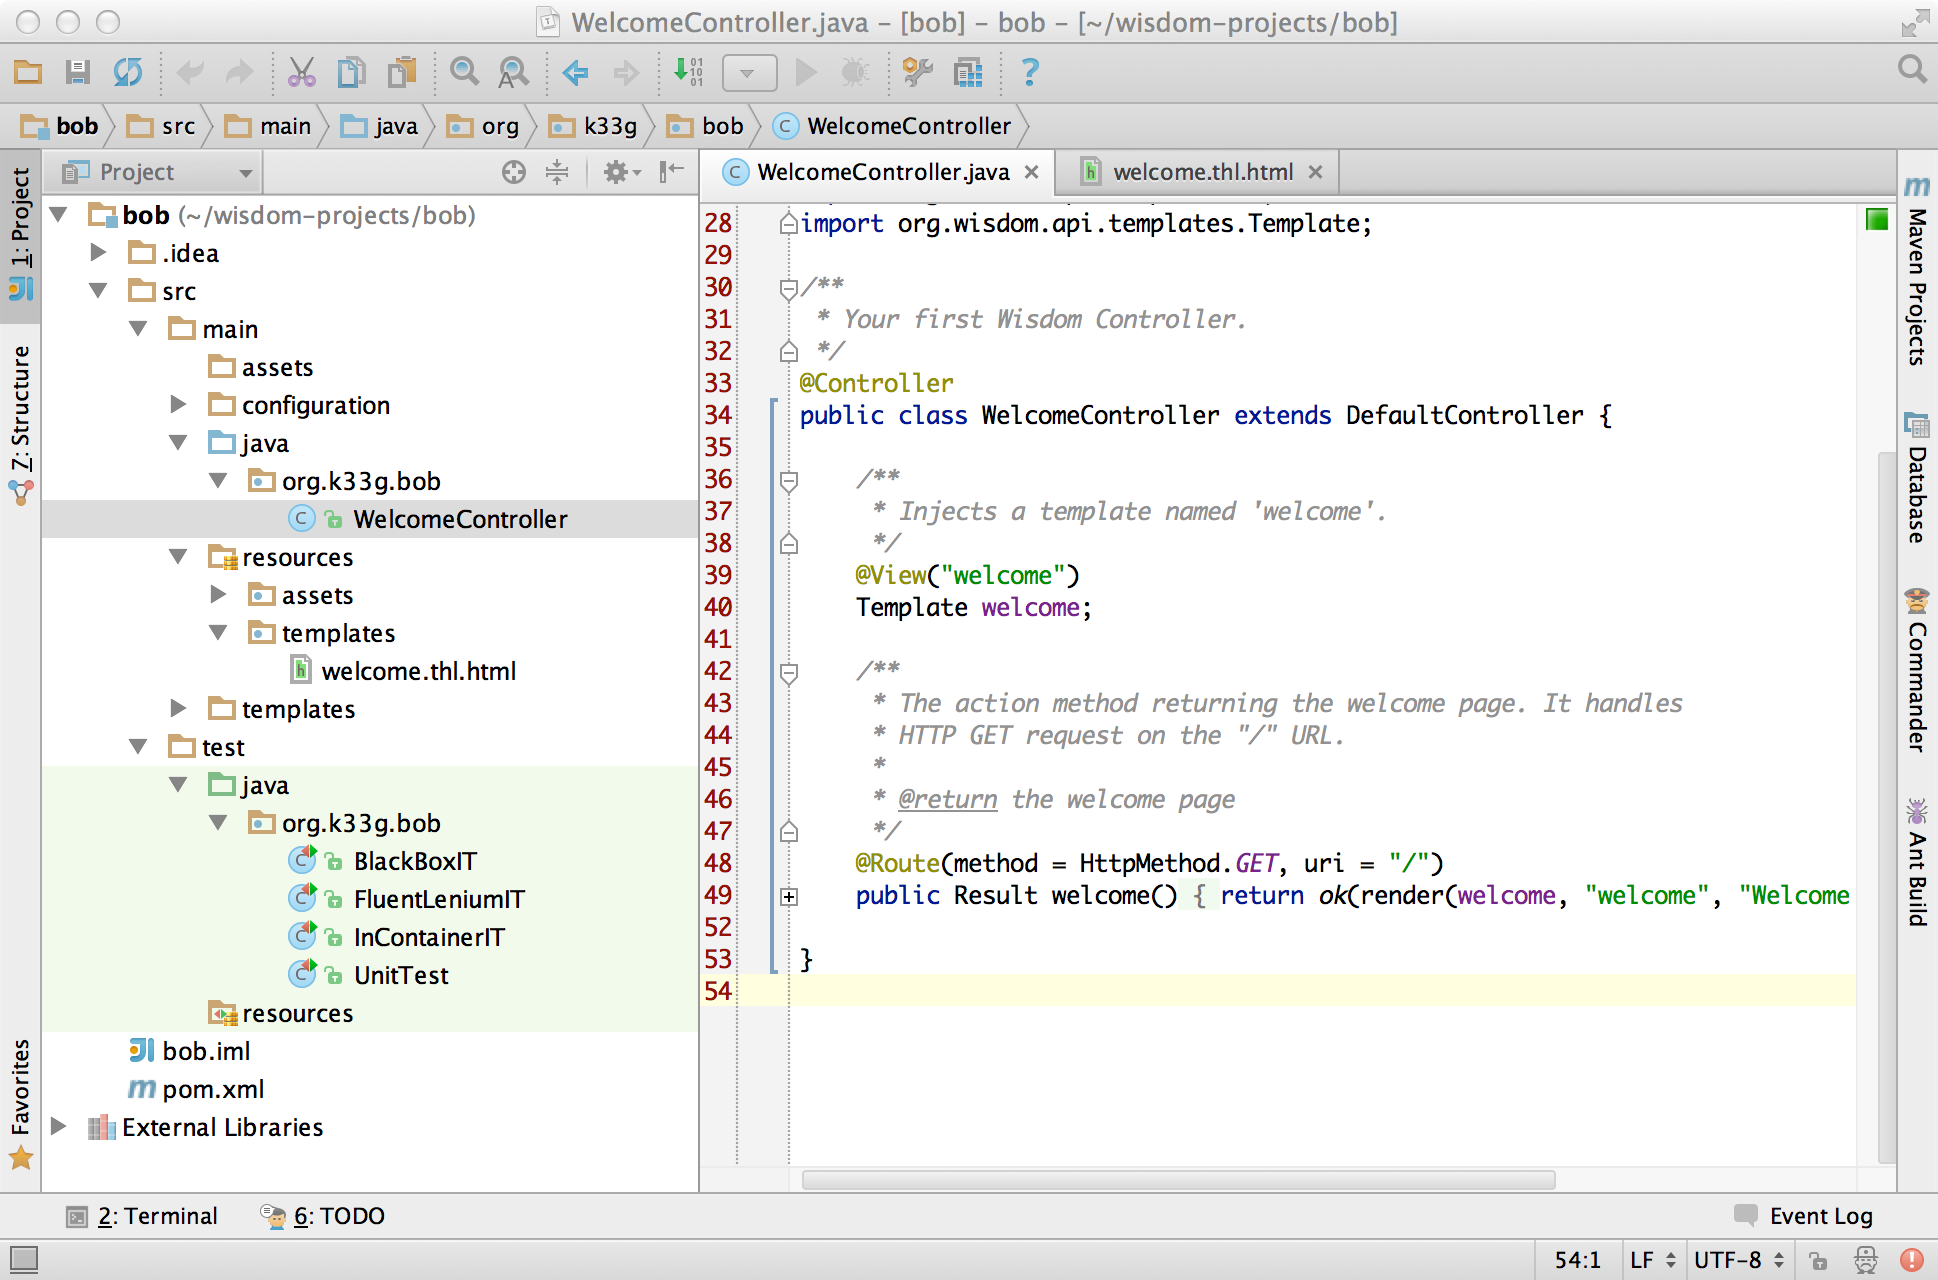 WelcomeController.java – [bob] – bob – [~/wisdom-projects/bob]
bob src main java org k33g bob WelcomeController
1: Project
7: Structure
Favorites
Project
bob (~/wisdom-projects/bob)
.idea
src
main
assets
configuration
java
org.k33g.bob
WelcomeController
resources
assets
templates
welcome.thl.html
templates
test
java
org.k33g.bob
BlackBoxIT
FluentLeniumIT
InContainerIT
UnitTest
resources
bob.iml
pom.xml
External Libraries
WelcomeController.java welcome.thl.html
28 import org.wisdom.api.templates.Template;
29
30 /**
31 * Your first Wisdom Controller.
32 */
33 @Controller
34 public class WelcomeController extends DefaultController {
35
36 /**
37 * Injects a template named 'welcome'.
38 */
39 @View("welcome")
40 Template welcome;
41
42 /**
43 * The action method returning the welcome page. It handles
44 * HTTP GET request on the "/" URL.
45 *
46 * @return the welcome page
47 */
48 @Route(method = HttpMethod.GET, uri = "/")
49 public Result welcome() { return ok(render(welcome, "welcome", "Welcome
52
53 }
54
Maven Projects
Database
Commander
Ant Build
2: Terminal 6: TODO Event Log
54:1 LF UTF-8